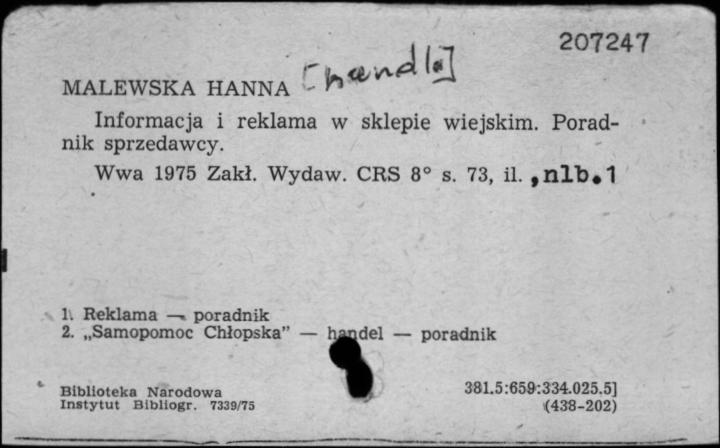 207247
MALEWSKA HANNA [handla]
Informacja i reklama w sklepie wiejskim. Porad-
nik sprzedawcy.
Wwa 1975 Zakł. Wydaw. CRS 8° s. 73, il. , nlb. 1
1. Reklama — poradnik
2. „Samopomoc Chłopska” — handel — poradnik
Biblioteka Narodowa
Instytut Bibliogr. 7339/75
381.5:659:334.025.5]
(438-202)